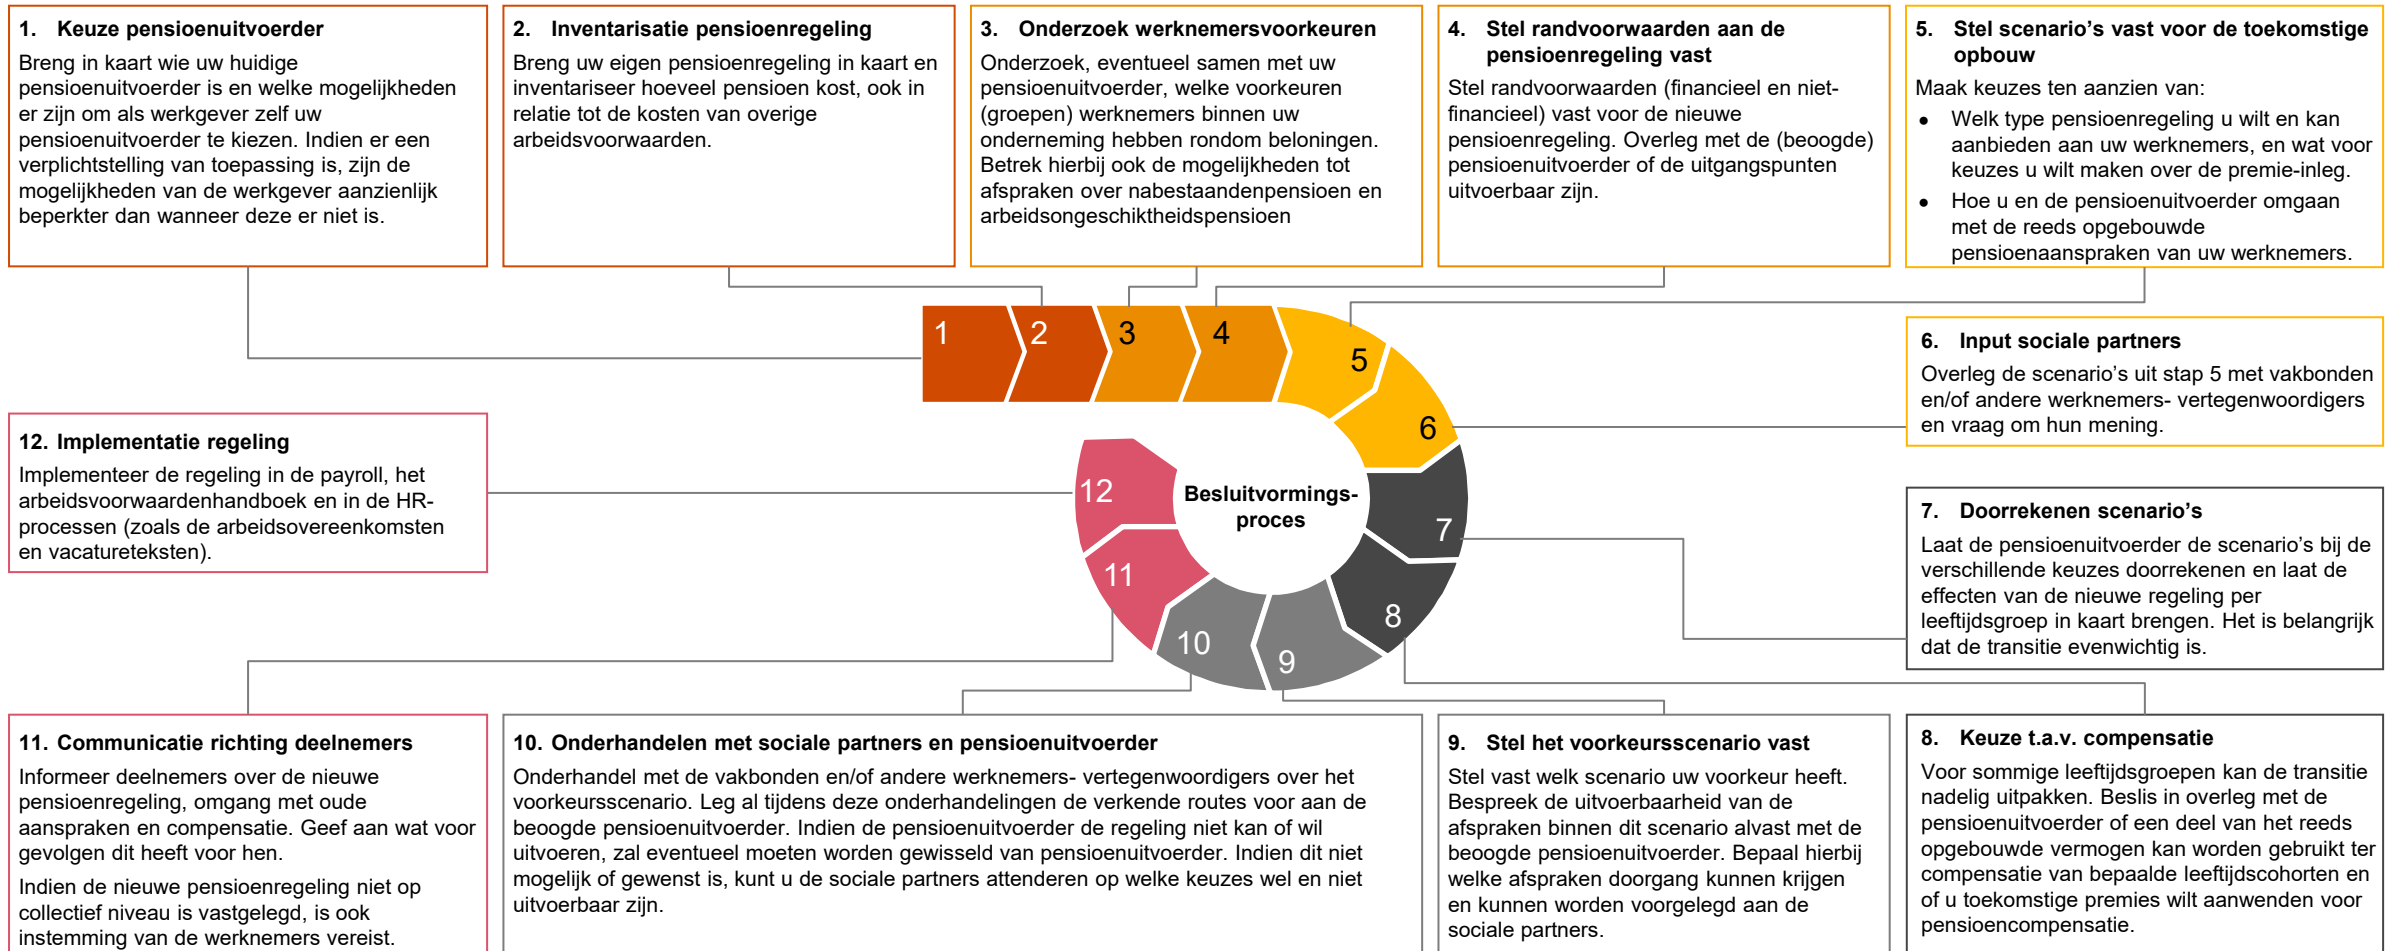 1. Keuze pensioenuitvoerder
Breng in kaart wie uw huidige
pensioenuitvoerder is en welke mogelijkheden
er zijn om als werkgever zelf uw
pensioenuitvoerder te kiezen. Indien er een
verplichtstelling van toepassing is, zijn de
mogelijkheden van de werkgever aanzienlijk
beperkter dan wanneer deze er niet is.
2. Inventarisatie pensioenregeling
Breng uw eigen pensioenregeling in kaart en
inventariseer hoeveel pensioen kost, ook in
relatie tot de kosten van overige
arbeidsvoorwaarden.
3. Onderzoek werknemersvoorkeuren
Onderzoek, eventueel samen met uw
pensioenuitvoerder, welke voorkeuren
(groepen) werknemers binnen uw
onderneming hebben rondom beloningen.
Betrek hierbij ook de mogelijkheden tot
afspraken over nabestaandenpensioen en
arbeidsongeschiktheidspensioen
4. Stel randvoorwaarden aan de
pensioenregeling vast
Stel randvoorwaarden (financieel en niet-
financieel) vast voor de nieuwe
pensioenregeling. Overleg met de (beoogde)
pensioenuitvoerder of de uitgangspunten
uitvoerbaar zijn.
5. Stel scenario's vast voor de toekomstige
opbouw
Maak keuzes ten aanzien van:
● Welk type pensioenregeling u wilt en kan
aanbieden aan uw werknemers, en wat voor
keuzes u wilt maken over de premie-inleg.
● Hoe u en de pensioenuitvoerder omgaan
met de reeds opgebouwde
pensioenaanspraken van uw werknemers.
1
2
3
4
5
6
7
8
9
10
11
12
Besluitvormings-
proces
6. Input sociale partners
Overleg de scenario's uit stap 5 met vakbonden
en/of andere werknemers- vertegenwoordigers
en vraag om hun mening.
7. Doorrekenen scenario's
Laat de pensioenuitvoerder de scenario's bij de
verschillende keuzes doorrekenen en laat de
effecten van de nieuwe regeling per
leeftijdsgroep in kaart brengen. Het is belangrijk
dat de transitie evenwichtig is.
8. Keuze t.a.v. compensatie
Voor sommige leeftijdsgroepen kan de transitie
nadelig uitpakken. Beslis in overleg met de
pensioenuitvoerder of een deel van het reeds
opgebouwde vermogen kan worden gebruikt ter
compensatie van bepaalde leeftijdscohorten en
of u toekomstige premies wilt aanwenden voor
pensioencompensatie.
9. Stel het voorkeursscenario vast
Stel vast welk scenario uw voorkeur heeft.
Bespreek de uitvoerbaarheid van de
afspraken binnen dit scenario alvast met de
beoogde pensioenuitvoerder. Bepaal hierbij
welke afspraken doorgang kunnen krijgen
en kunnen worden voorgelegd aan de
sociale partners.
10. Onderhandelen met sociale partners en pensioenuitvoerder
Onderhandel met de vakbonden en/of andere werknemers- vertegenwoordigers over het
voorkeursscenario. Leg al tijdens deze onderhandelingen de verkende routes voor aan de
beoogde pensioenuitvoerder. Indien de pensioenuitvoerder de regeling niet kan of wil
uitvoeren, zal eventueel moeten worden gewisseld van pensioenuitvoerder. Indien dit niet
mogelijk of gewenst is, kunt u de sociale partners attenderen op welke keuzes wel en niet
uitvoerbaar zijn.
11. Communicatie richting deelnemers
Informeer deelnemers over de nieuwe
pensioenregeling, omgang met oude
aanspraken en compensatie. Geef aan wat voor
gevolgen dit heeft voor hen.
Indien de nieuwe pensioenregeling niet op
collectief niveau is vastgelegd, is ook
instemming van de werknemers vereist.
12. Implementatie regeling
Implementeer de regeling in de payroll, het
arbeidsvoorwaardenhandboek en in de HR-
processen (zoals de arbeidsovereenkomsten
en vacatureteksten).